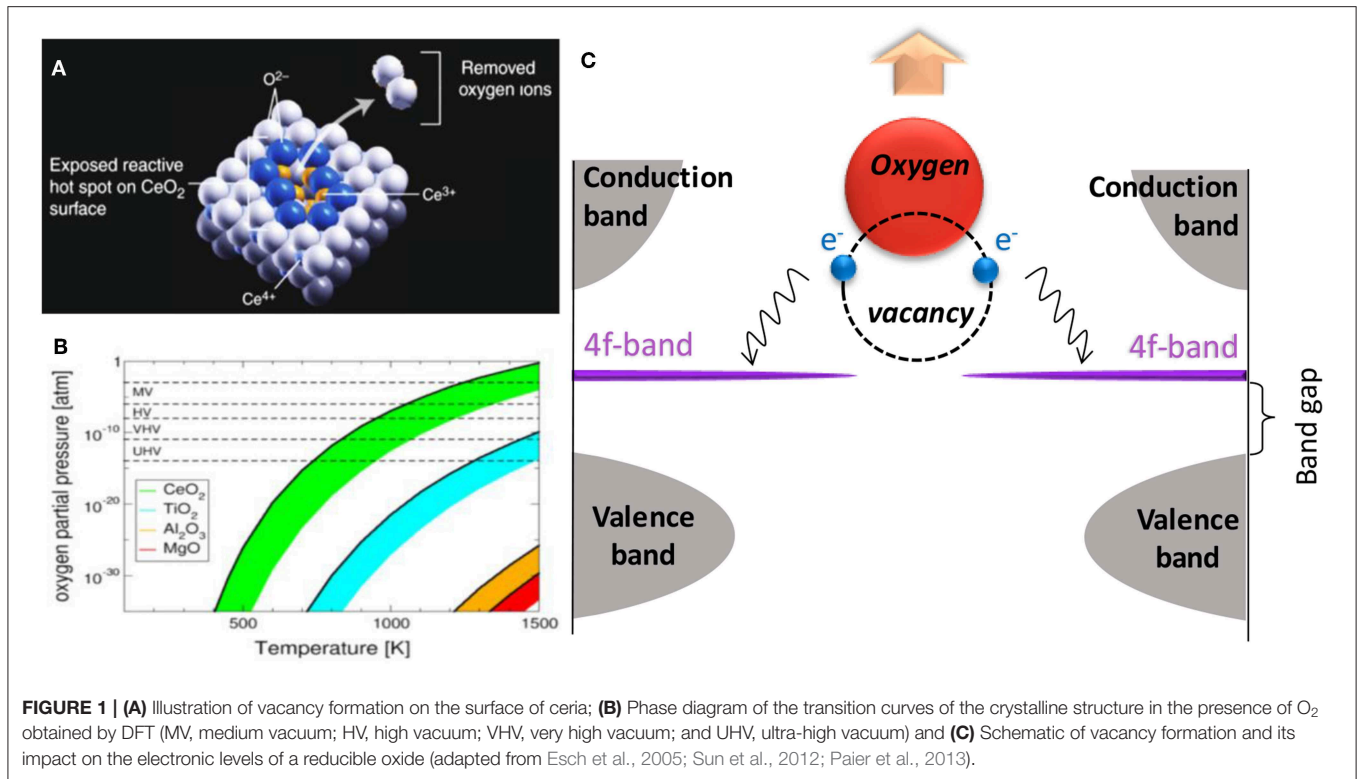 A
O²⁻
Removed
oxygen ions
Exposed reactive
hot spot on CeO₂
surface
Ce³⁺
Ce⁴⁺
B
oxygen partial pressure [atm]
1
10⁻¹⁰
10⁻²⁰
10⁻³⁰
MV
HV
VHV
UHV
CeO₂
TiO₂
Al₂O₃
MgO
500
1000
1500
Temperature [K]
C
Oxygen
Conduction
band
Conduction
band
e⁻
e⁻
vacancy
4f-band
4f-band
Band gap
Valence
band
Valence
band
FIGURE 1 | (A) Illustration of vacancy formation on the surface of ceria; (B) Phase diagram of the transition curves of the crystalline structure in the presence of O₂
obtained by DFT (MV, medium vacuum; HV, high vacuum; VHV, very high vacuum; and UHV, ultra-high vacuum) and (C) Schematic of vacancy formation and its
impact on the electronic levels of a reducible oxide (adapted from Esch et al., 2005; Sun et al., 2012; Paier et al., 2013).